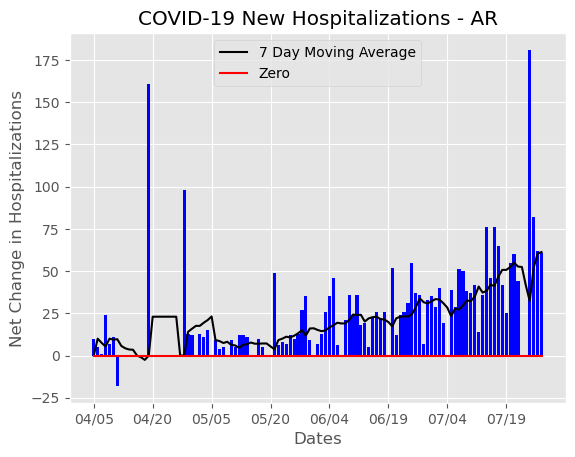 COVID-19 New Hospitalizations - AR
7 Day Moving Average
Zero
Net Change in Hospitalizations
175
150
125
100
75
50
25
0
−25
04/05 04/20 05/05 05/20 06/04 06/19 07/04 07/19
Dates